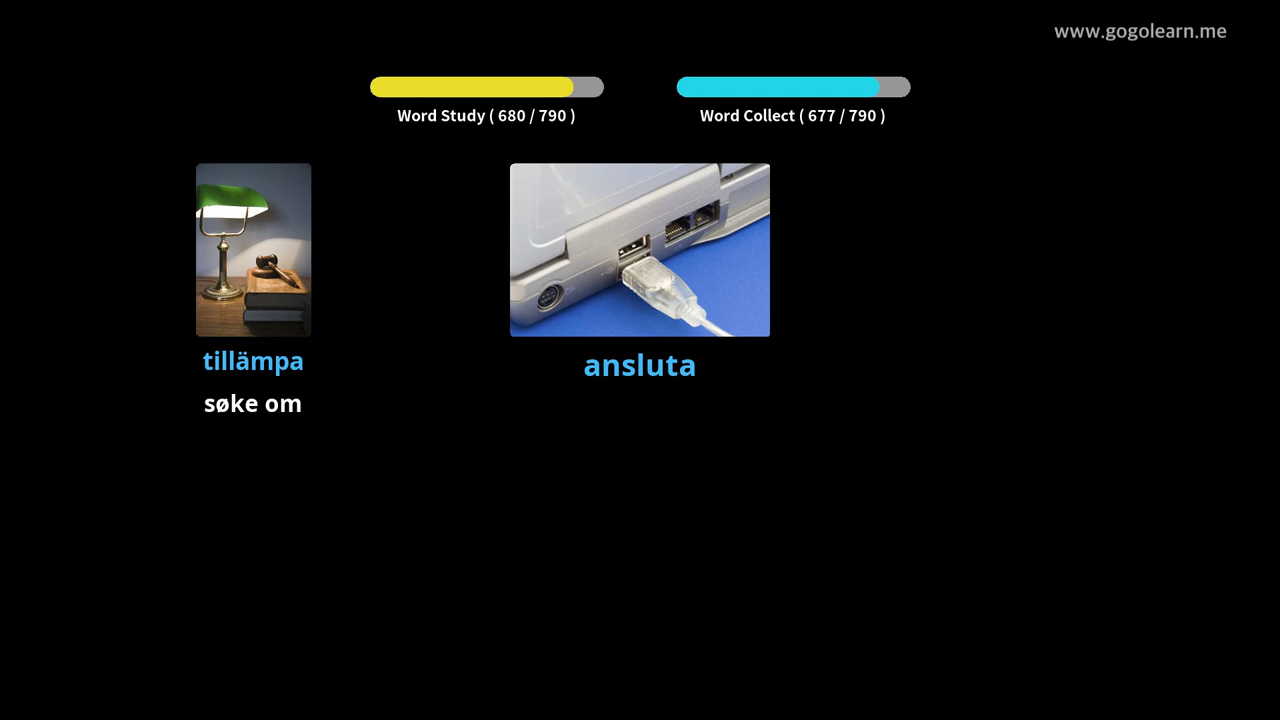 www.gogolearn.me
Word Study ( 680 / 790 )
Word Collect ( 677 / 790 )
tillämpa
søke om
ansluta